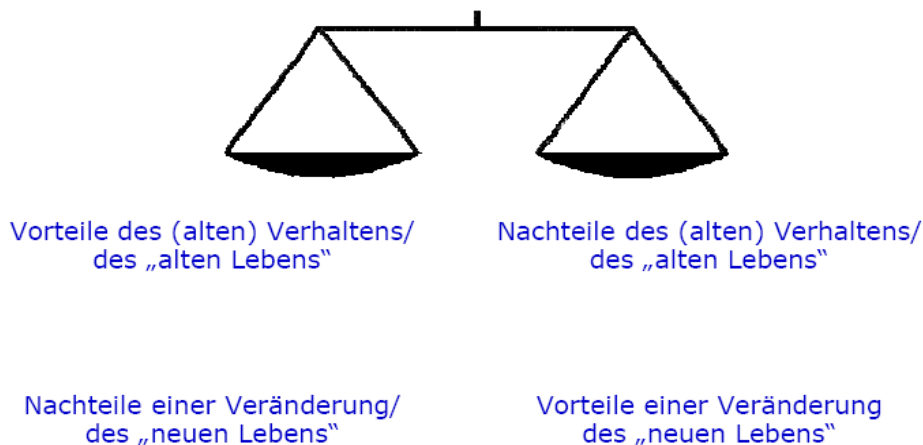 Vorteile des (alten) Verhaltens/
des „alten Lebens“
Nachteile des (alten) Verhaltens/
des „alten Lebens“
Nachteile einer Veränderung/
des „neuen Lebens“
Vorteile einer Veränderung
des „neuen Lebens“